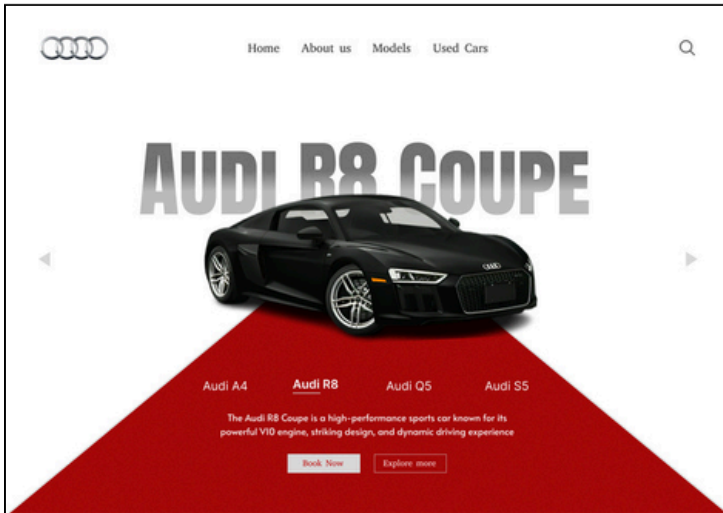 Home About us Models Used Cars
AUDI R8 COUPE
Audi A4 Audi R8 Audi Q5 Audi S5
The Audi R8 Coupe is a high-performance sports car known for its
powerful V10 engine, striking design, and dynamic driving experience
Book Now Explore more